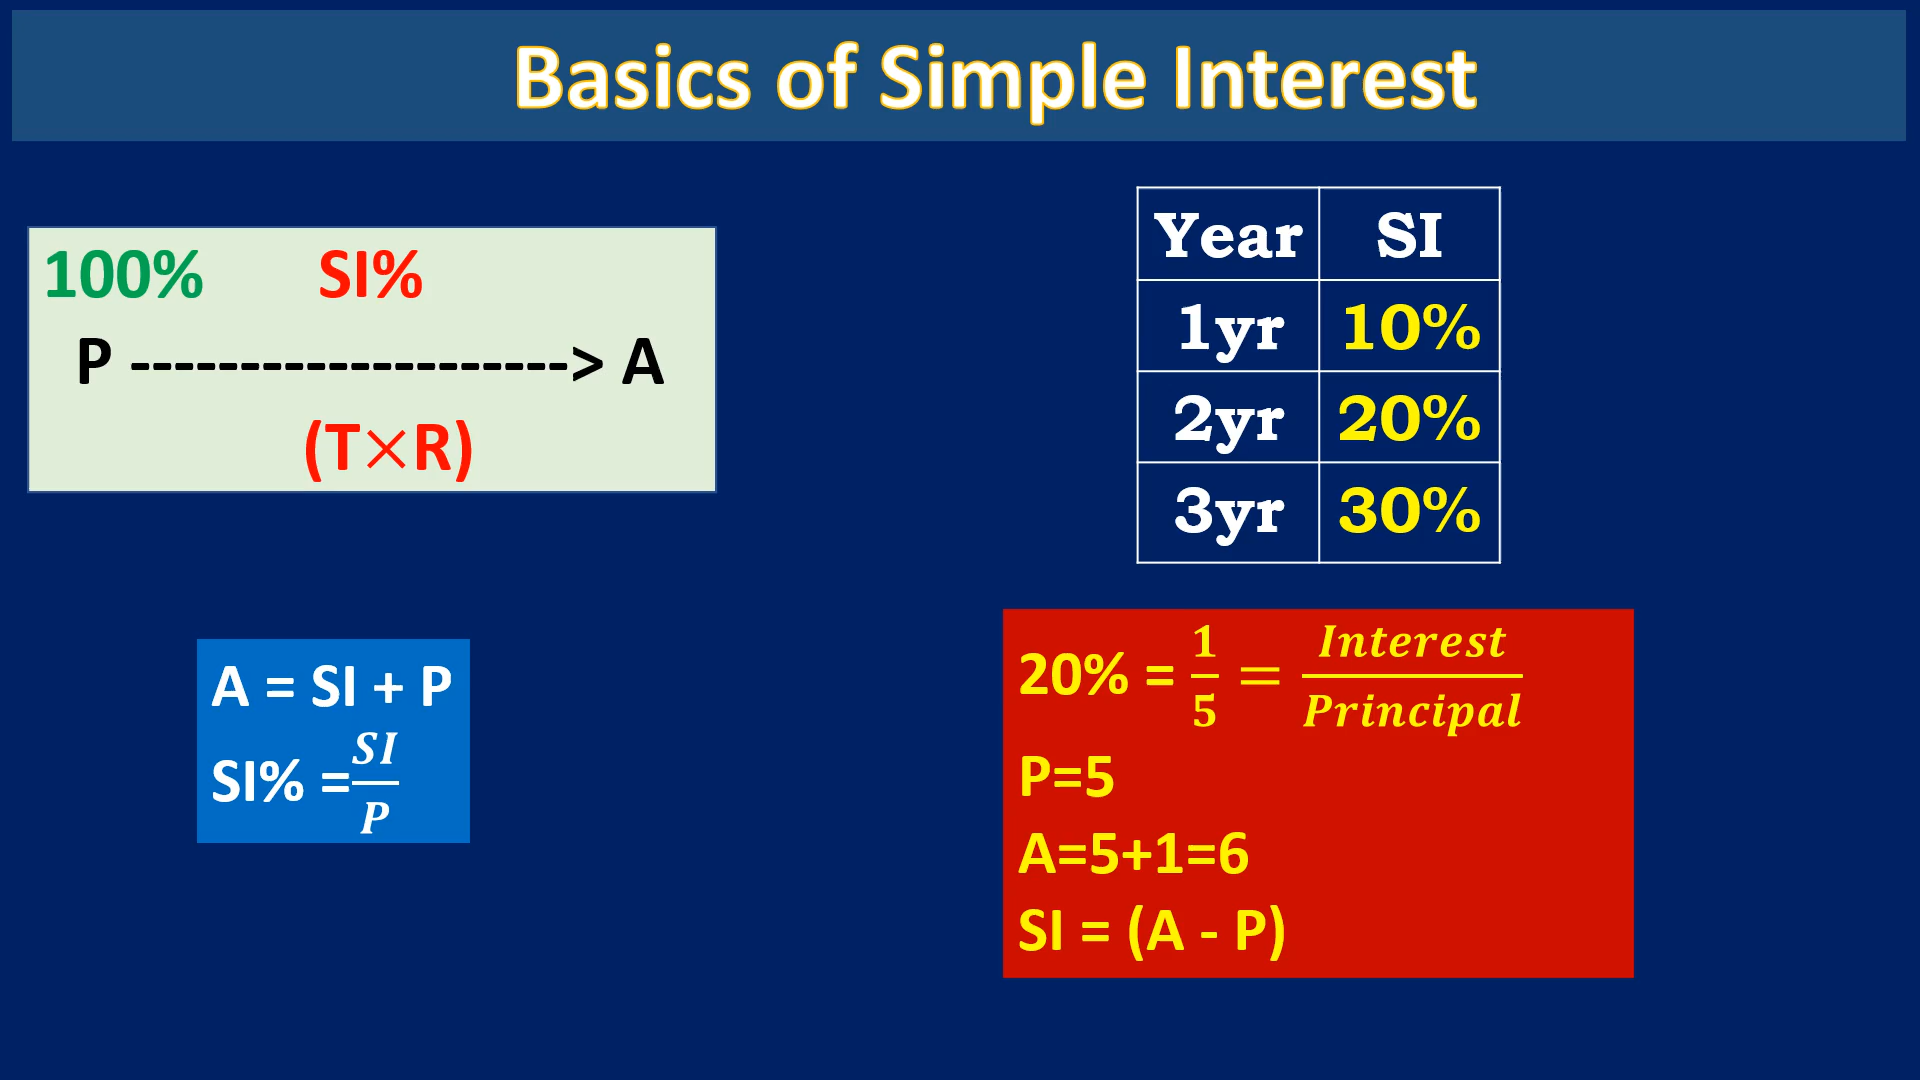 Basics of Simple Interest
100% SI%
P --------------------> A
(T×R)
Year SI
1yr 10%
2yr 20%
3yr 30%
A = SI + P
SI% = SI/P
20% = 1/5 = Interest/Principal
P=5
A=5+1=6
SI = (A - P)